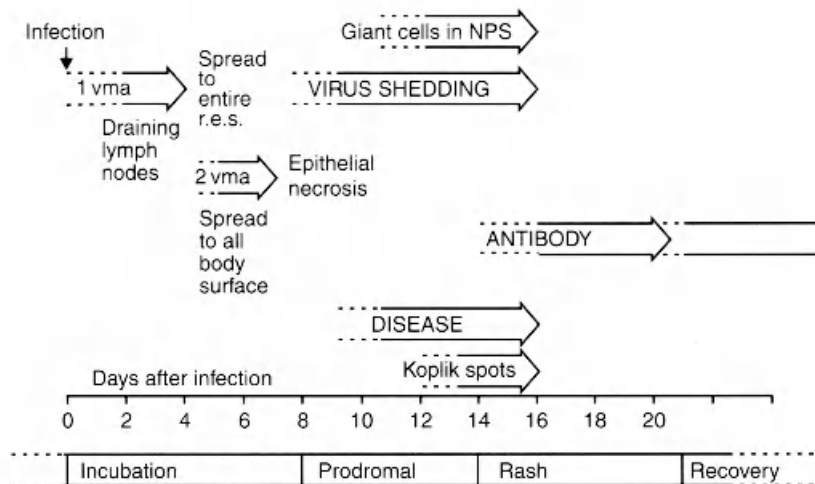 Infection
1 vma
Draining
lymph
nodes
Spread
to
entire
r.e.s.
2 vma
Spread
to all
body
surface
Epithelial
necrosis
Giant cells in NPS
VIRUS SHEDDING
ANTIBODY
DISEASE
Koplik spots
Days after infection
0 2 4 6 8 10 12 14 16 18 20
Incubation Prodromal Rash Recovery